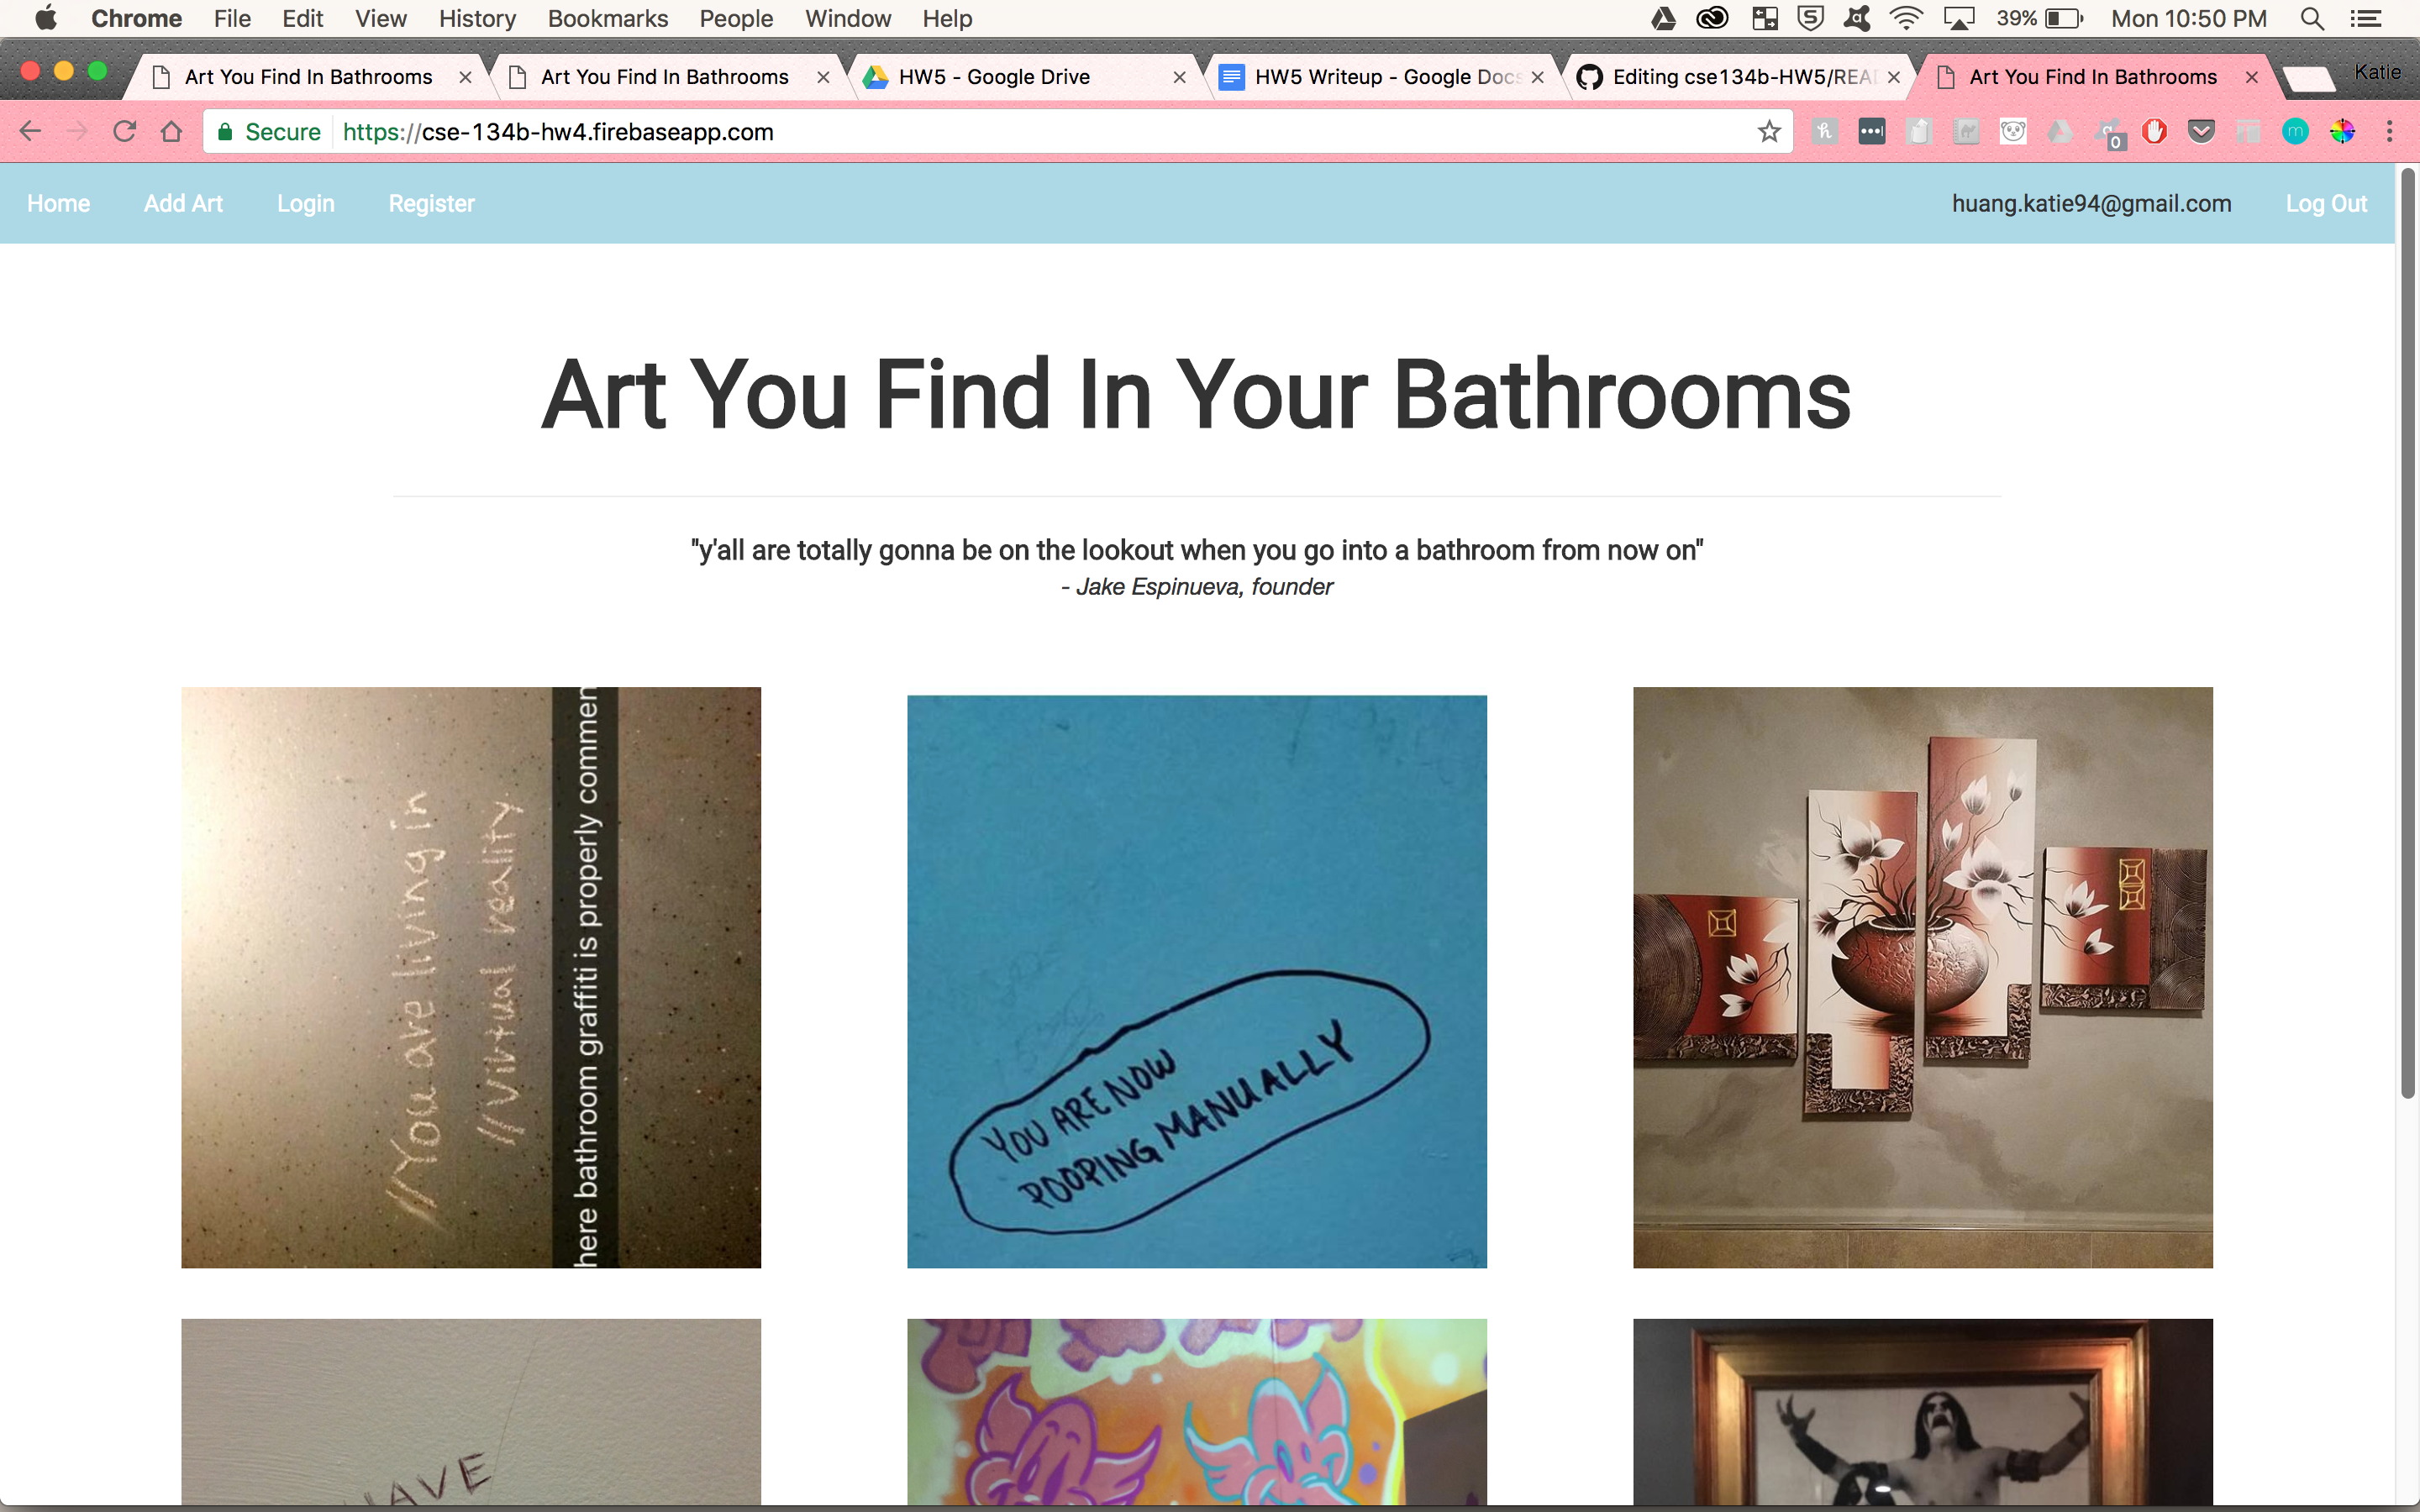 Chrome File Edit View History Bookmarks People Window Help 39% Mon 10:50 PM
Art You Find In Bathrooms
Art You Find In Bathrooms
HW5 - Google Drive
HW5 Writeup - Google Docs
Editing cse134b-HW5/REA
Art You Find In Bathrooms
Katie
Secure https://cse-134b-hw4.firebaseapp.com
0
Home Add Art Login Register huang.katie94@gmail.com Log Out
Art You Find In Your Bathrooms
"y'all are totally gonna be on the lookout when you go into a bathroom from now on"
- Jake Espinueva, founder
//You are living in
//virtual reality
here bathroom graffiti is properly commen
YOU ARE NOW
POOPING MANUALLY
HAVE